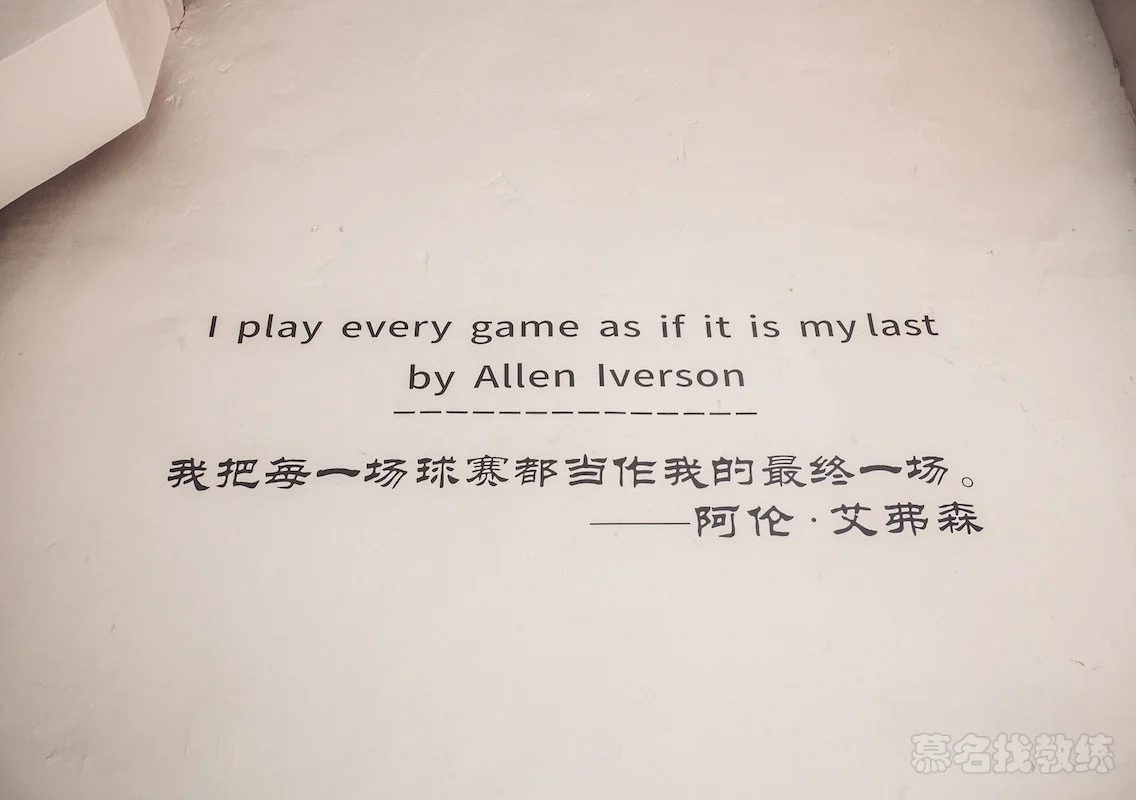 I play every game as if it is my last
by Allen Iverson
我把每一场球赛都当作我的最终一场。
——阿伦·艾弗森
慕名找教练